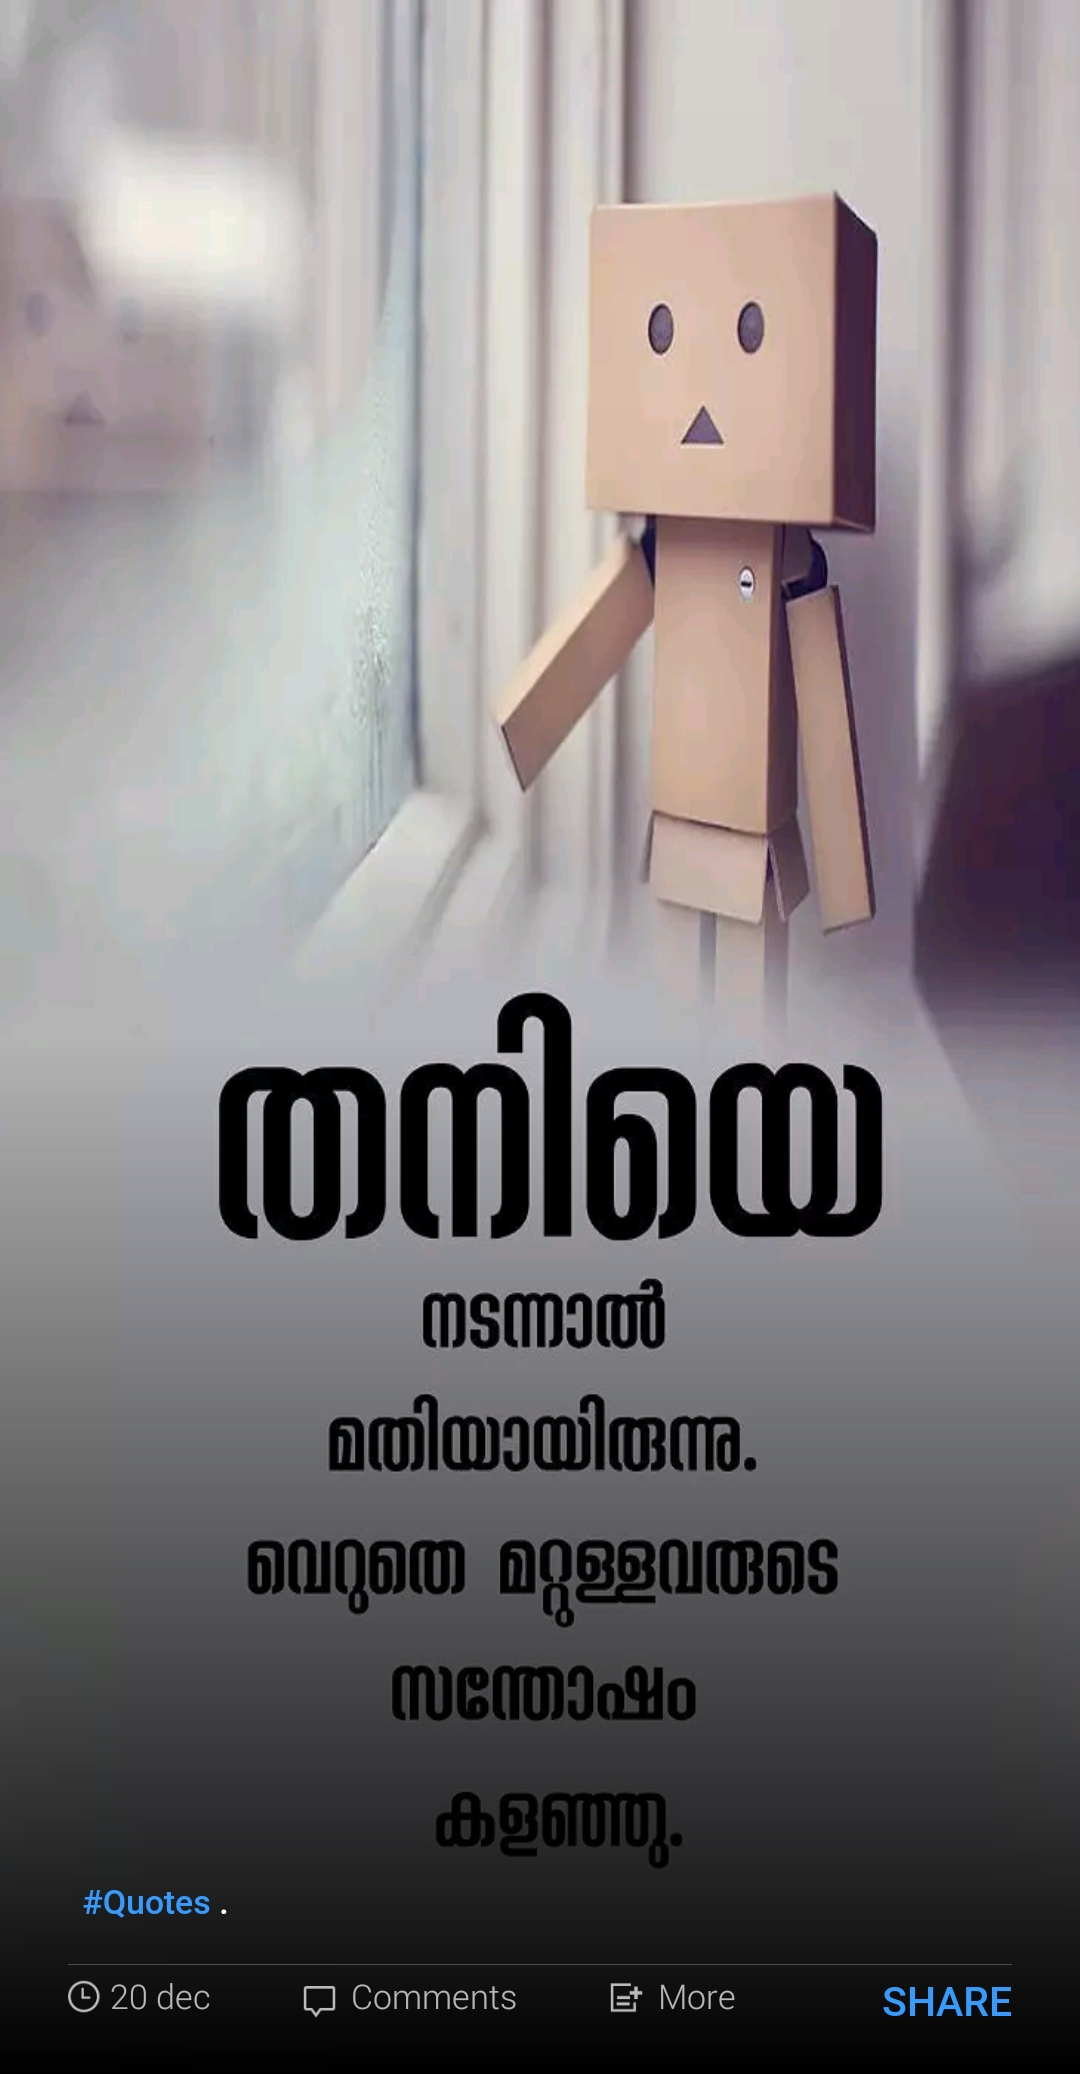 തനിയെ
നടന്നാൽ
മതിയായിരുന്നു.
വെറുതെ മറ്റുള്ളവരുടെ
സന്തോഷം
കളഞ്ഞു.
#Quotes .
20 dec Comments More SHARE